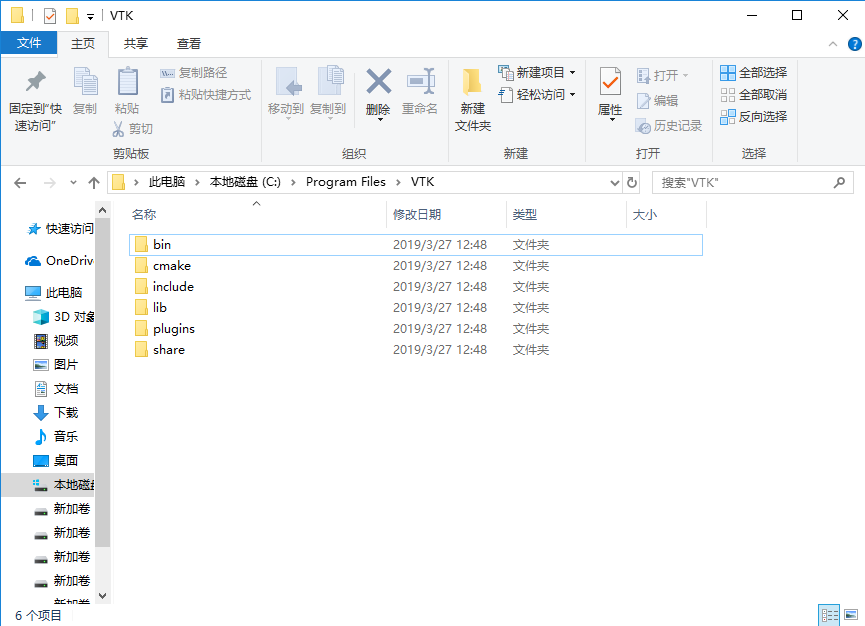 VTK
文件 主页 共享 查看
固定到"快速访问"
复制
粘贴
复制路径
粘贴快捷方式
剪切
剪贴板
移动到
复制到
删除
重命名
组织
新建文件夹
新建项目
轻松访问
新建
属性
打开
编辑
历史记录
打开
全部选择
全部取消
反向选择
选择
此电脑 › 本地磁盘 (C:) › Program Files › VTK
搜索"VTK"
名称 修改日期 类型 大小
bin 2019/3/27 12:48 文件夹
cmake 2019/3/27 12:48 文件夹
include 2019/3/27 12:48 文件夹
lib 2019/3/27 12:48 文件夹
plugins 2019/3/27 12:48 文件夹
share 2019/3/27 12:48 文件夹
快速访问
OneDriv
此电脑
3D 对象
视频
图片
文档
下载
音乐
桌面
本地磁盘
新加卷
新加卷
新加卷
新加卷
新加卷
6 个项目